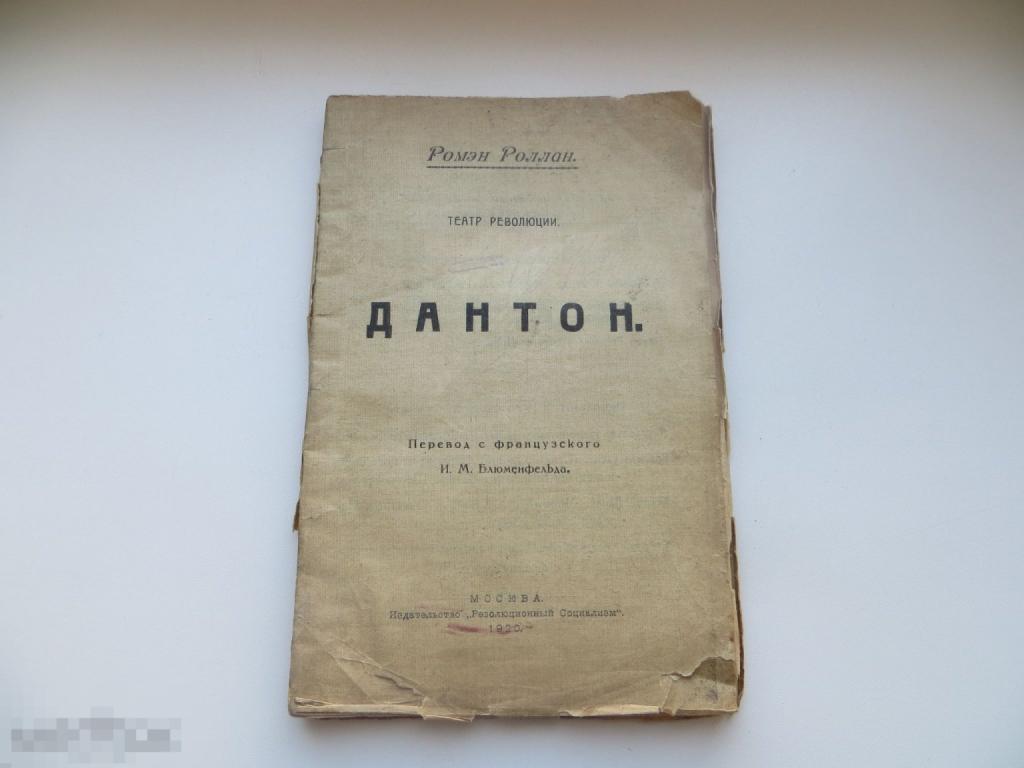 Ромэн Роллан.
ТЕАТР РЕВОЛЮЦИИ.
ДАНТОН.
Перевод с французского
И. М. Блюменфельда.
МОСКВА.
Издательство „Революционный Социализм".
1920.